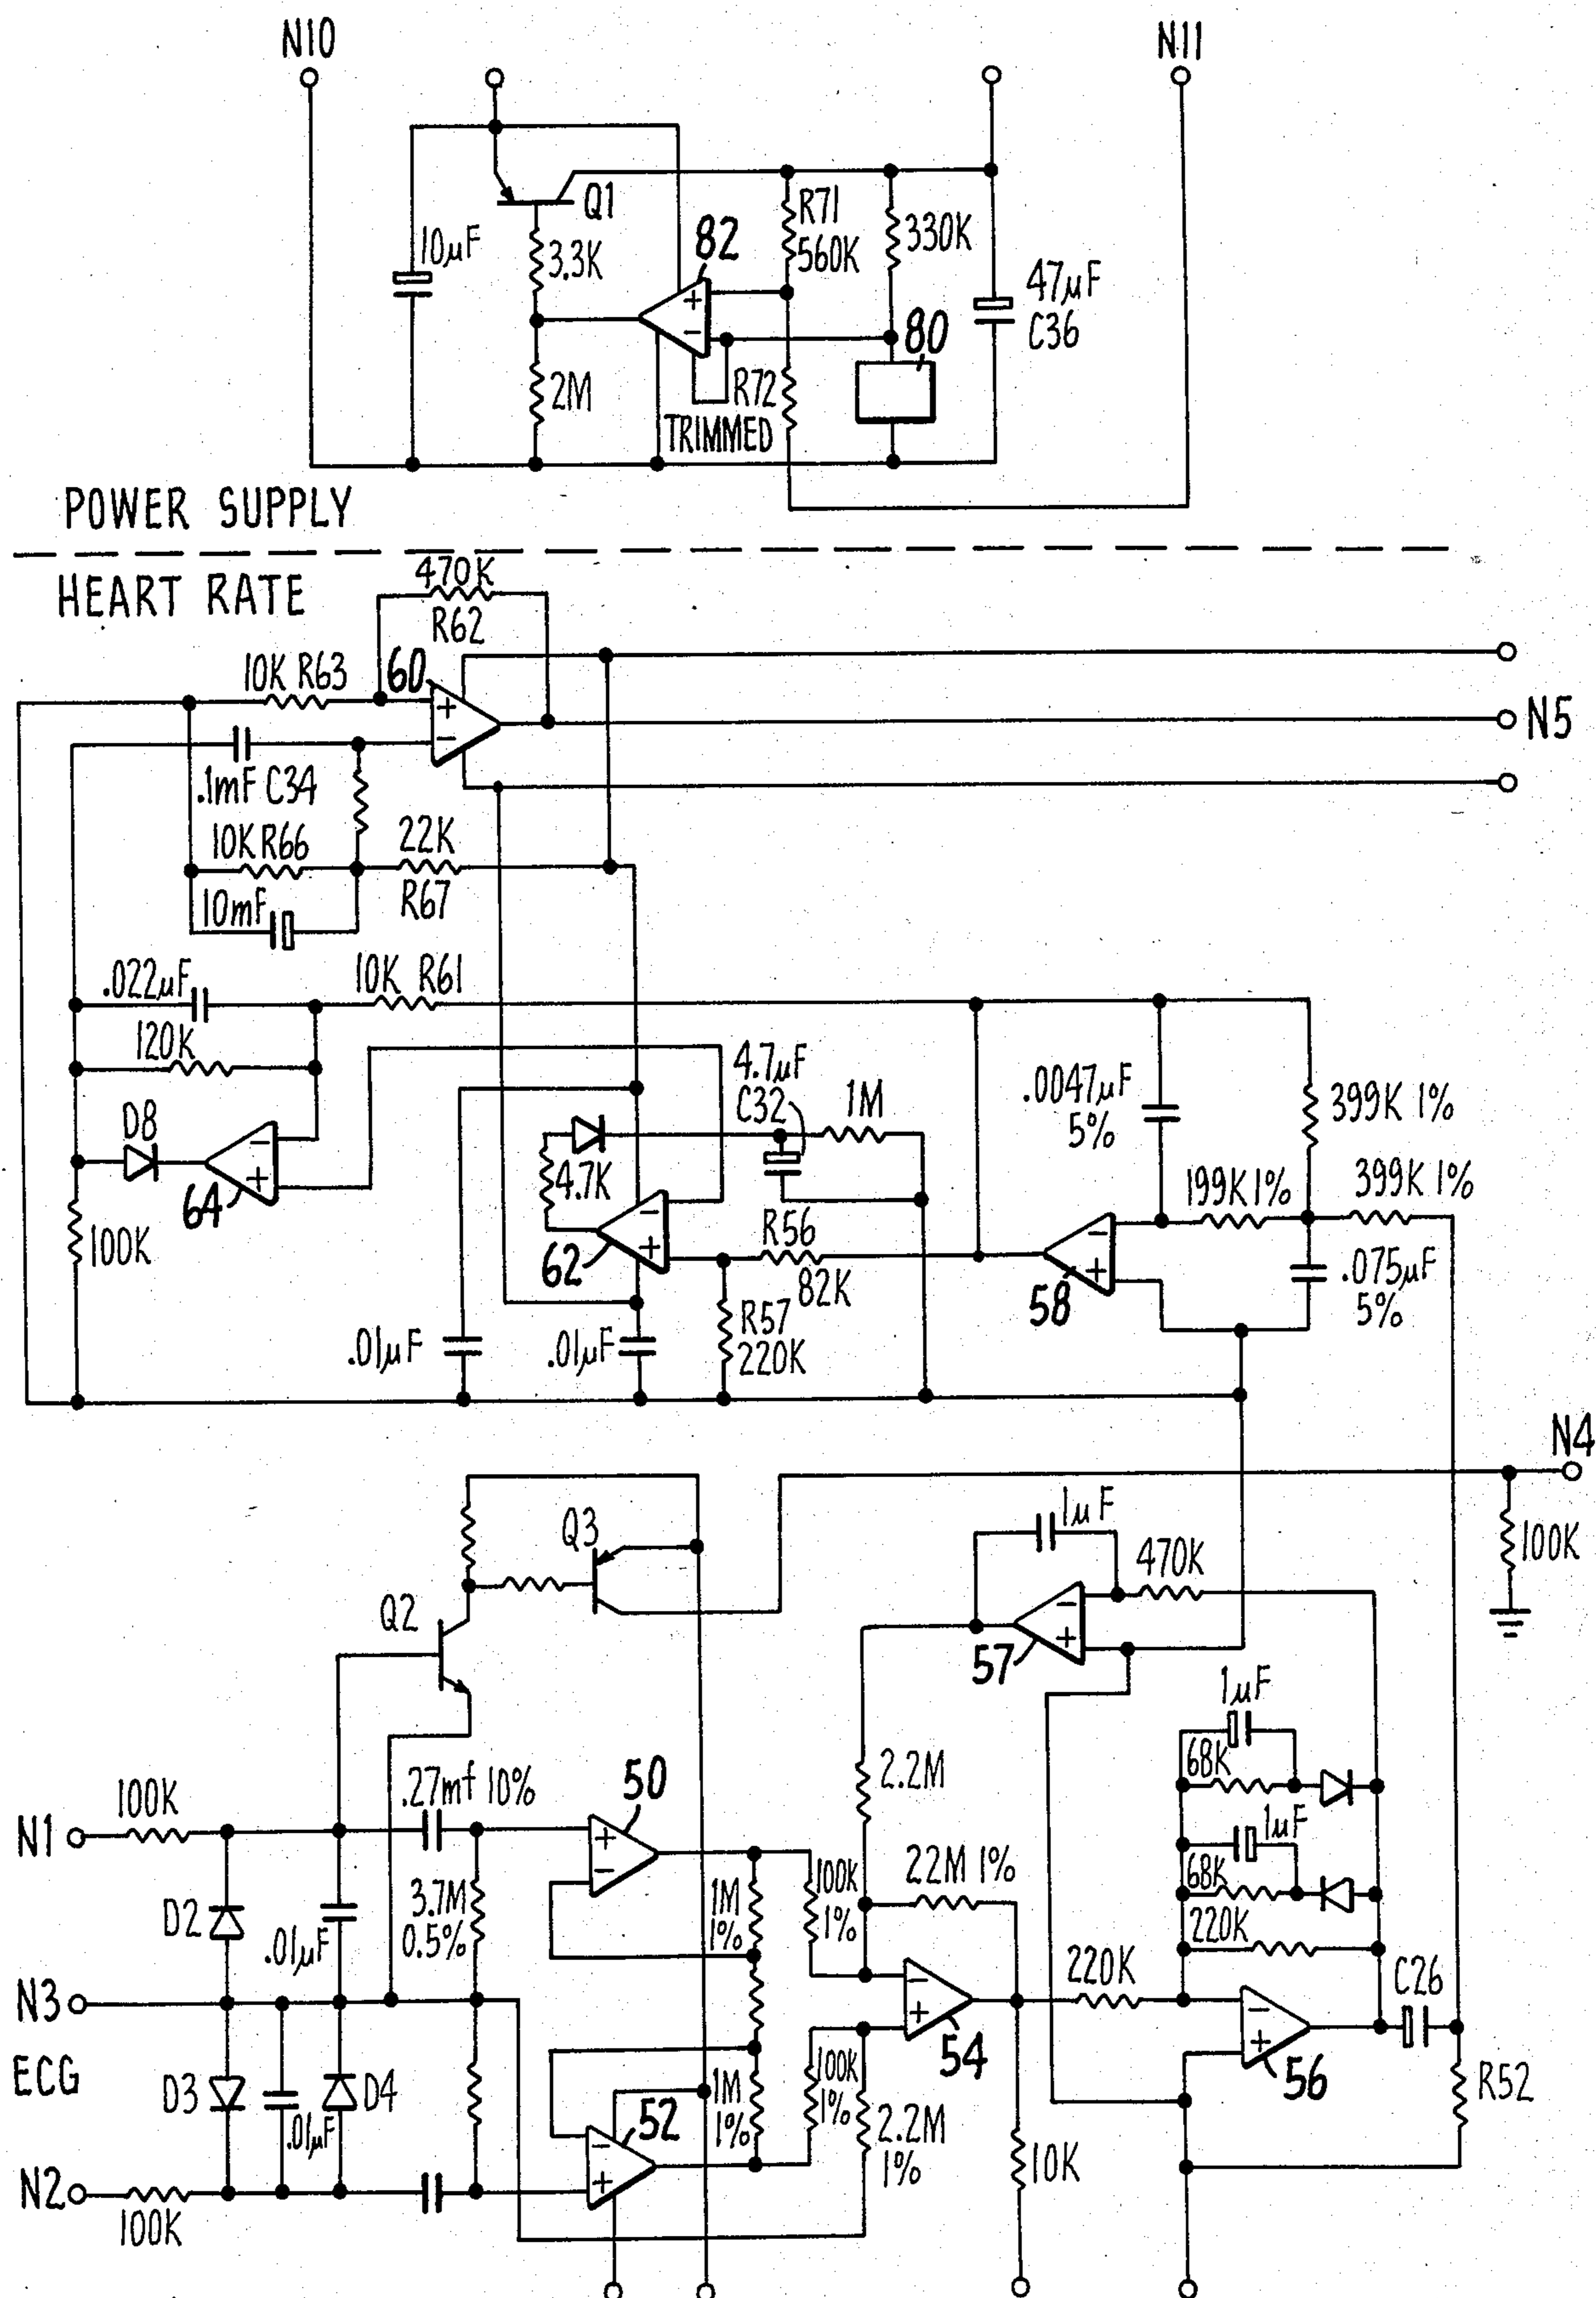 N10
N11
Q1
10µF
3.3K
82
R71
560K
330K
47µF
C36
+
−
80
2M
R72
TRIMMED
POWER SUPPLY
HEART RATE
470K
R62
10K R63
60
+
−
N5
.1mF C34
10K R66
22K
R67
10mF
.022µF
10K R61
120K
4.7µF
C32
1M
.0047µF
5%
399K 1%
D8
−
+
64
4.7K
199K 1%
399K 1%
100K
−
+
62
R56
82K
−
+
58
.075µF
5%
R57
220K
.01µF
.01µF
N4
Q3
1µF
470K
100K
Q2
−
+
57
1µF
68K
2.2M
.27mf 10%
50
100K
N1
+
−
1µF
68K
22M 1%
100K
1%
1M
1%
3.7M
0.5%
D2
.01µF
220K
220K
C26
N3
−
+
54
−
+
56
ECG
D3
D4
.01µF
1M
1%
100K
1%
52
2.2M
1%
R52
−
+
10K
N2
100K